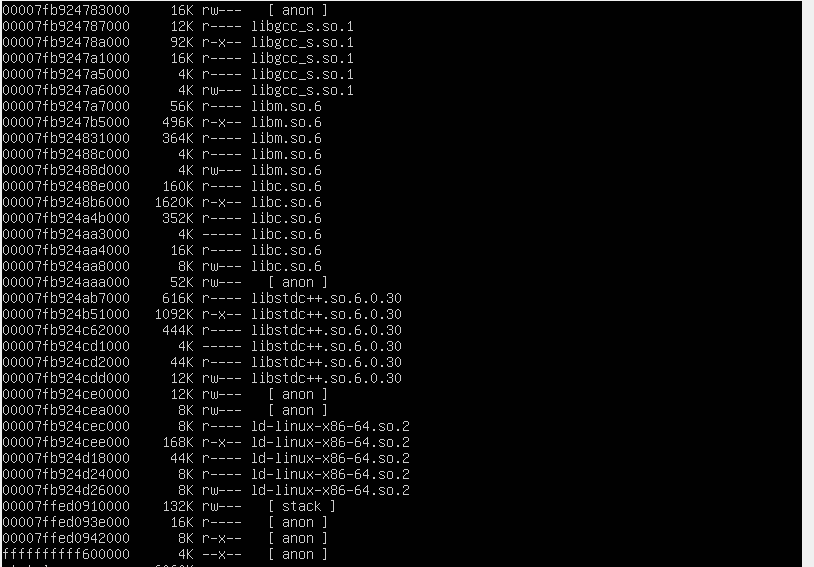 00007fb924783000     16K rw---   [ anon ]
00007fb924787000     12K r---- libgcc_s.so.1
00007fb92478a000     92K r-x-- libgcc_s.so.1
00007fb9247a1000     16K r---- libgcc_s.so.1
00007fb9247a5000      4K r---- libgcc_s.so.1
00007fb9247a6000      4K rw--- libgcc_s.so.1
00007fb9247a7000     56K r---- libm.so.6
00007fb9247b5000    496K r-x-- libm.so.6
00007fb924831000    364K r---- libm.so.6
00007fb92488c000      4K r---- libm.so.6
00007fb92488d000      4K rw--- libm.so.6
00007fb92488e000    160K r---- libc.so.6
00007fb9248b6000   1620K r-x-- libc.so.6
00007fb924a4b000    352K r---- libc.so.6
00007fb924aa3000      4K ----- libc.so.6
00007fb924aa4000     16K r---- libc.so.6
00007fb924aa8000      8K rw--- libc.so.6
00007fb924aaa000     52K rw---   [ anon ]
00007fb924ab7000    616K r---- libstdc++.so.6.0.30
00007fb924b51000   1092K r-x-- libstdc++.so.6.0.30
00007fb924c62000    444K r---- libstdc++.so.6.0.30
00007fb924cd1000      4K ----- libstdc++.so.6.0.30
00007fb924cd2000     44K r---- libstdc++.so.6.0.30
00007fb924cdd000     12K rw--- libstdc++.so.6.0.30
00007fb924ce0000     12K rw---   [ anon ]
00007fb924cea000      8K rw---   [ anon ]
00007fb924cec000      8K r---- ld-linux-x86-64.so.2
00007fb924cee000    168K r-x-- ld-linux-x86-64.so.2
00007fb924d18000     44K r---- ld-linux-x86-64.so.2
00007fb924d24000      8K r---- ld-linux-x86-64.so.2
00007fb924d26000      8K rw--- ld-linux-x86-64.so.2
00007ffed0910000    132K rw---   [ stack ]
00007ffed093e000     16K r----   [ anon ]
00007ffed0942000      8K r-x--   [ anon ]
ffffffffff600000      4K --x--   [ anon ]